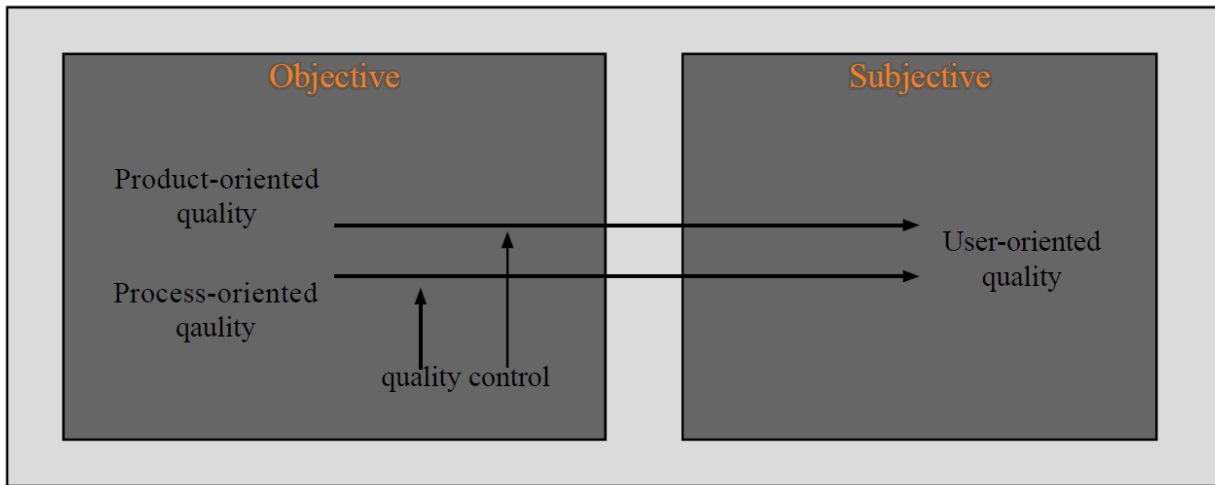 Objective
Subjective
Product-oriented
quality
User-oriented
quality
Process-oriented
qaulity
quality control